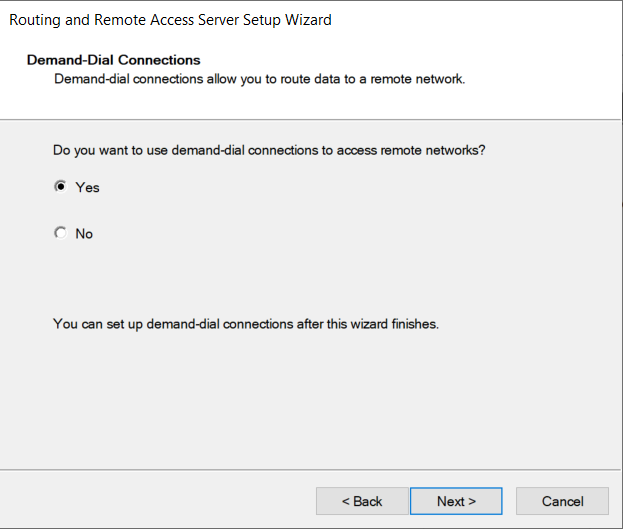 Routing and Remote Access Server Setup Wizard
Demand-Dial Connections
Demand-dial connections allow you to route data to a remote network.
Do you want to use demand-dial connections to access remote networks?
Yes
No
You can set up demand-dial connections after this wizard finishes.
< Back Next > Cancel